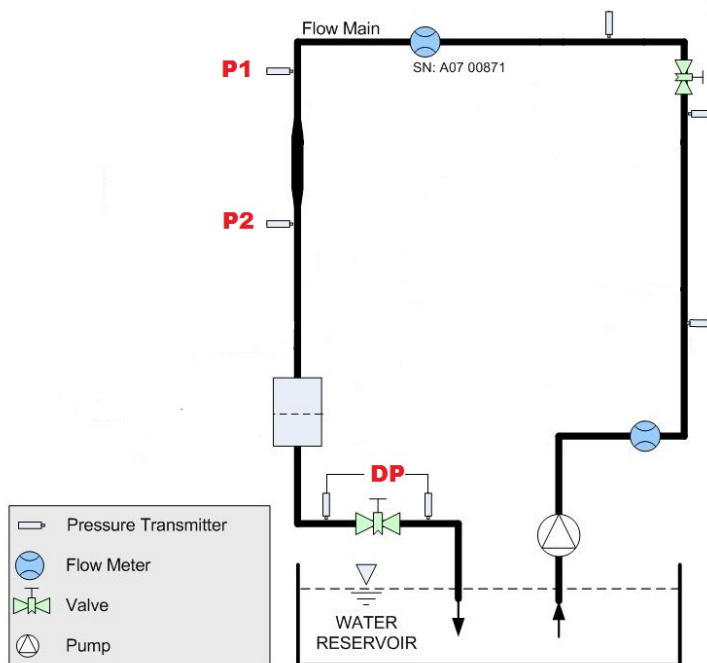 Flow Main
SN: A07 00871
P1
P2
DP
Pressure Transmitter
Flow Meter
Valve
Pump
WATER
RESERVOIR